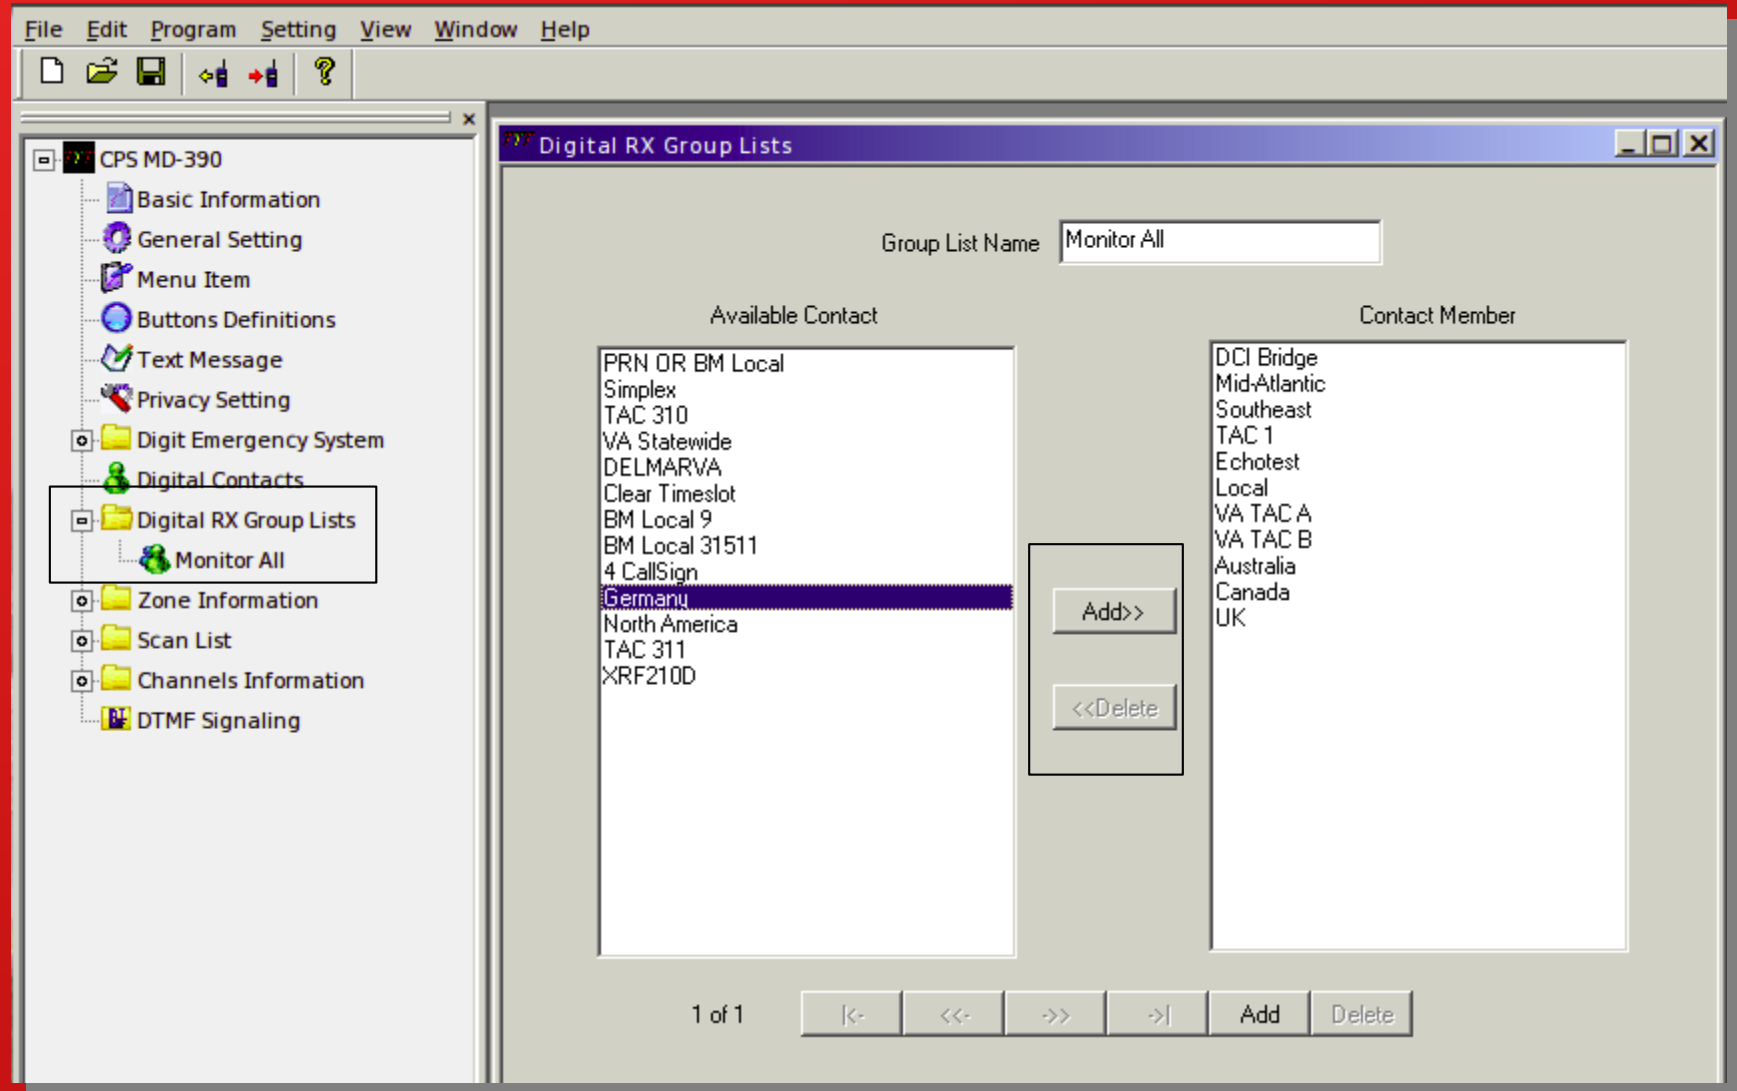 File Edit Program Setting View Window Help
CPS MD-390
Basic Information
General Setting
Menu Item
Buttons Definitions
Text Message
Privacy Setting
Digit Emergency System
Digital Contacts
Digital RX Group Lists
Monitor All
Zone Information
Scan List
Channels Information
DTMF Signaling
Digital RX Group Lists
Group List Name Monitor All
Available Contact
PRN OR BM Local
Simplex
TAC 310
VA Statewide
DELMARVA
Clear Timeslot
BM Local 9
BM Local 31511
4 CallSign
Germany
North America
TAC 311
XRF210D
Add>>
<<Delete
Contact Member
DCI Bridge
Mid-Atlantic
Southeast
TAC 1
Echotest
Local
VA TAC A
VA TAC B
Australia
Canada
UK
1 of 1 |<- <<- ->> ->| Add Delete